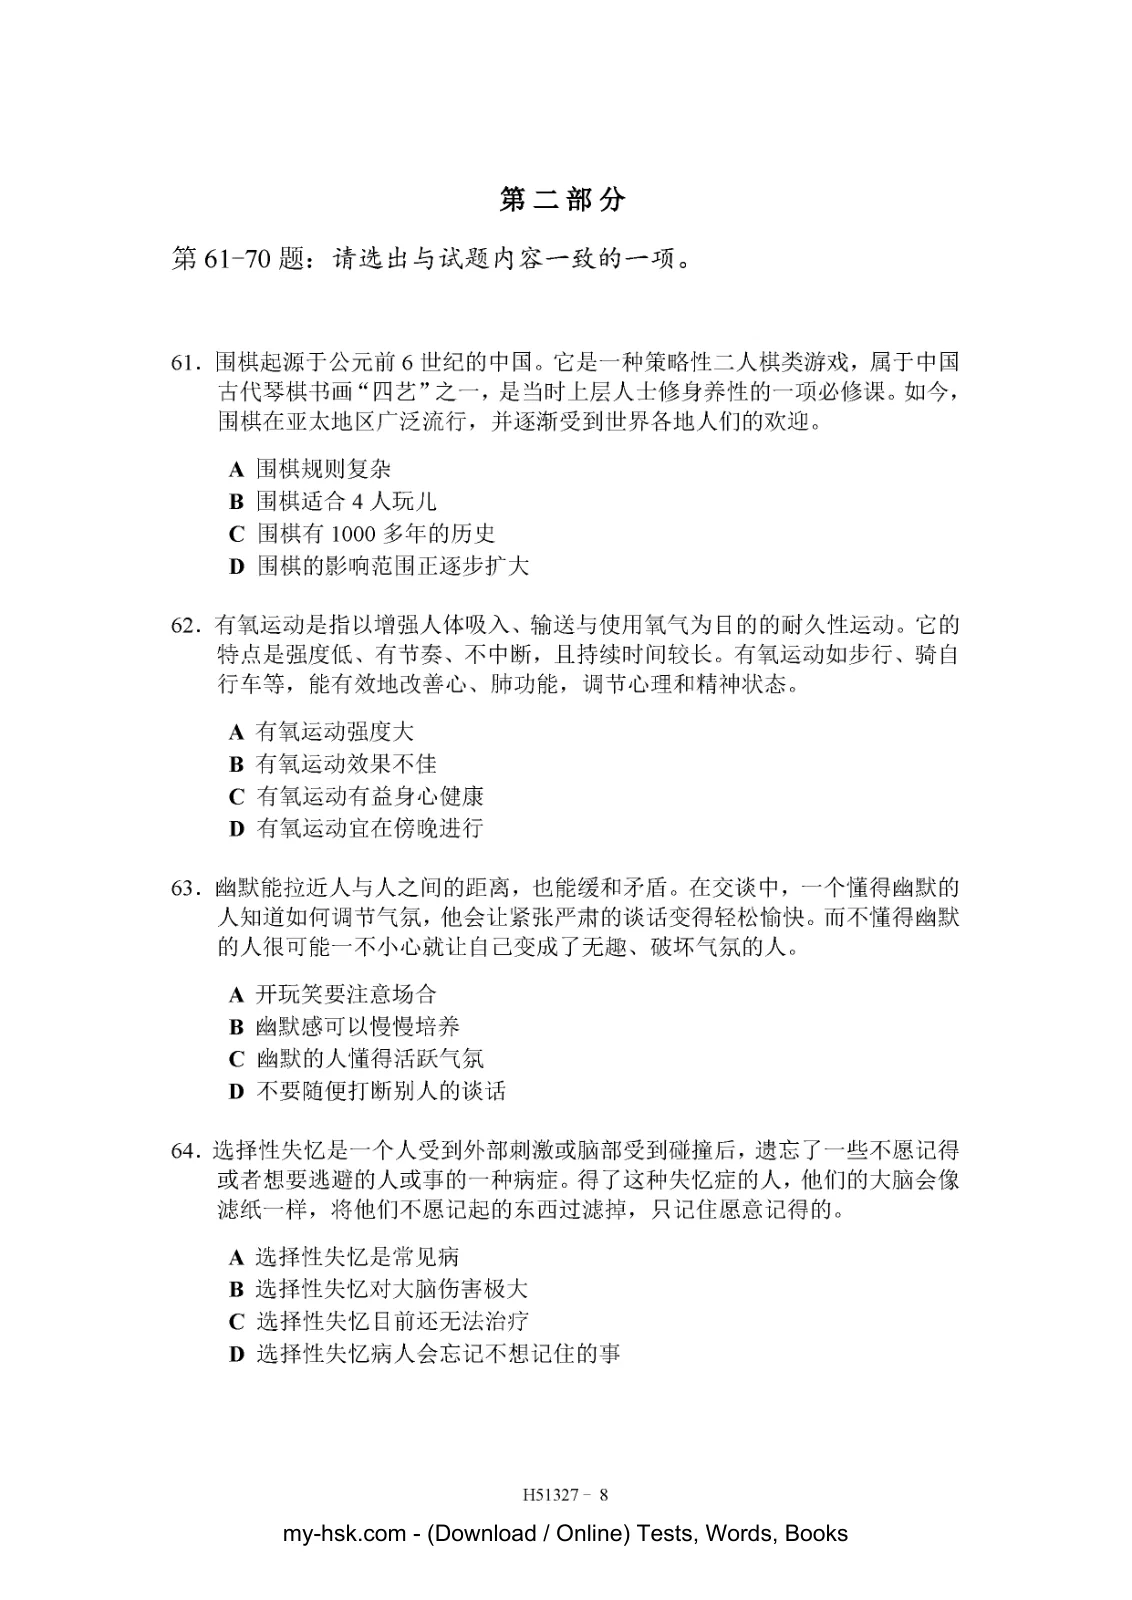 第二部分
第 61-70 题：请选出与试题内容一致的一项。
61．围棋起源于公元前 6 世纪的中国。它是一种策略性二人棋类游戏，属于中国
古代琴棋书画“四艺”之一，是当时上层人士修身养性的一项必修课。如今，
围棋在亚太地区广泛流行，并逐渐受到世界各地人们的欢迎。
A 围棋规则复杂
B 围棋适合 4 人玩儿
C 围棋有 1000 多年的历史
D 围棋的影响范围正逐步扩大
62．有氧运动是指以增强人体吸入、输送与使用氧气为目的的耐久性运动。它的
特点是强度低、有节奏、不中断，且持续时间较长。有氧运动如步行、骑自
行车等，能有效地改善心、肺功能，调节心理和精神状态。
A 有氧运动强度大
B 有氧运动效果不佳
C 有氧运动有益身心健康
D 有氧运动宜在傍晚进行
63．幽默能拉近人与人之间的距离，也能缓和矛盾。在交谈中，一个懂得幽默的
人知道如何调节气氛，他会让紧张严肃的谈话变得轻松愉快。而不懂得幽默
的人很可能一不小心就让自己变成了无趣、破坏气氛的人。
A 开玩笑要注意场合
B 幽默感可以慢慢培养
C 幽默的人懂得活跃气氛
D 不要随便打断别人的谈话
64．选择性失忆是一个人受到外部刺激或脑部受到碰撞后，遗忘了一些不愿记得
或者想要逃避的人或事的一种病症。得了这种失忆症的人，他们的大脑会像
滤纸一样，将他们不愿记起的东西过滤掉，只记住愿意记得的。
A 选择性失忆是常见病
B 选择性失忆对大脑伤害极大
C 选择性失忆目前还无法治疗
D 选择性失忆病人会忘记不想记住的事
H51327- 8
my-hsk.com - (Download / Online) Tests, Words, Books